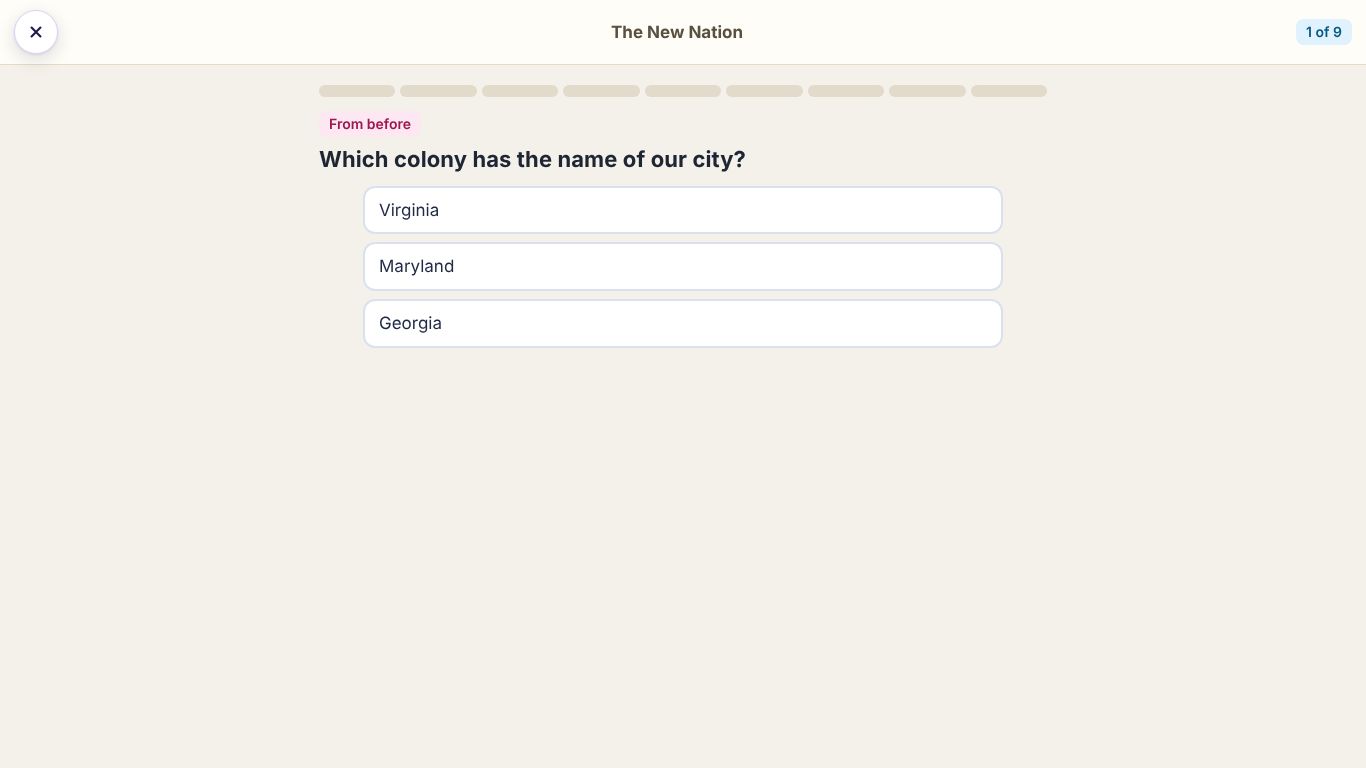 The New Nation
1 of 9
From before
Which colony has the name of our city?
Virginia
Maryland
Georgia